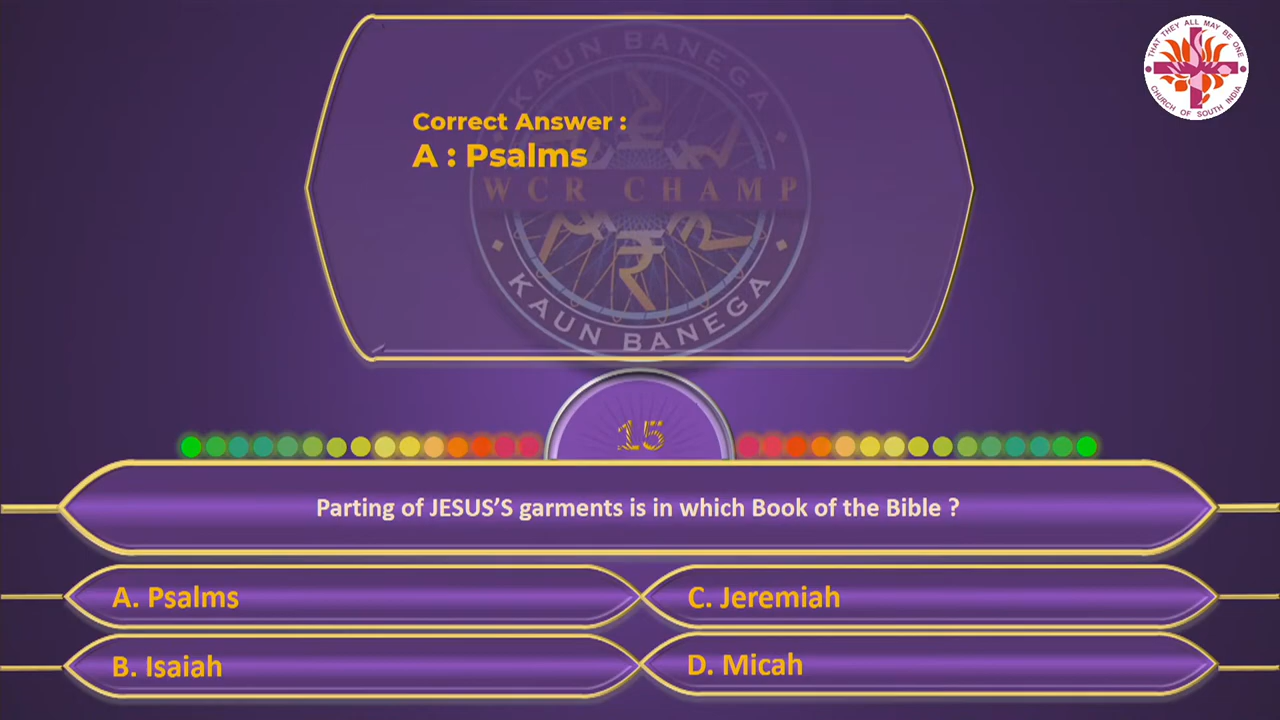 THAT THEY ALL MAY BE ONE
CHURCH OF SOUTH INDIA
KAUN BANEGA
Correct Answer :
A : Psalms
WCR CHAMP
₹
KAUN BANEGA
15
Parting of JESUS’S garments is in which Book of the Bible ?
A. Psalms
C. Jeremiah
B. Isaiah
D. Micah